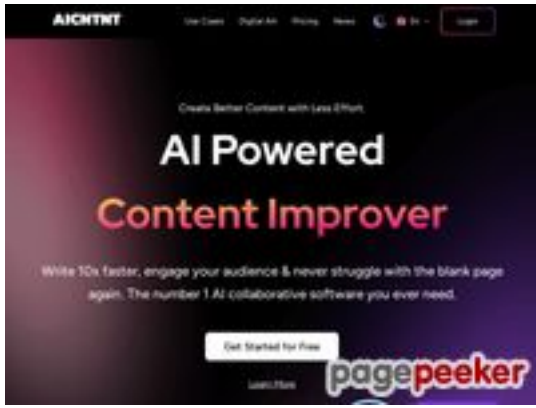 AICNTNT
Use Cases Digital Art Pricing News EN Login
Create Better Content with Less Effort.
AI Powered
Content Improver
Write 10x faster, engage your audience & never struggle with the blank page
again. The number 1 AI collaborative software you ever need.
Get Started for Free
Learn More
pagepeeker